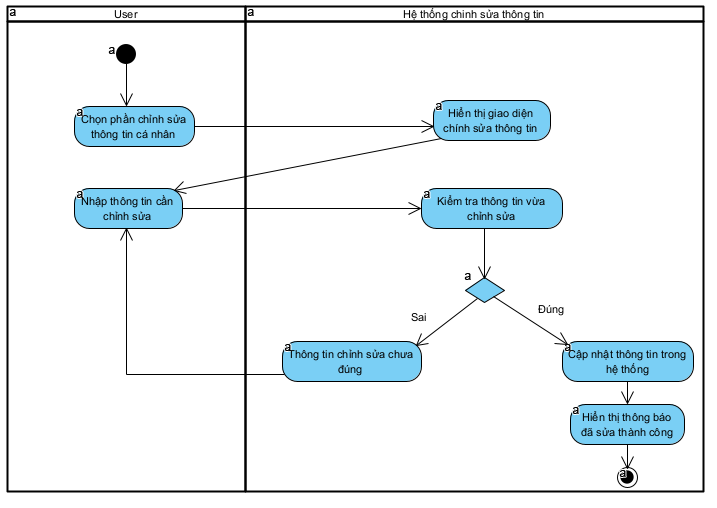 a
User
a
Hệ thống chỉnh sửa thông tin
a
a
Chọn phần chỉnh sửa
thông tin cá nhân
a
Hiển thị giao diện
chính sửa thông tin
a
Nhập thông tin cần
chỉnh sửa
a
Kiểm tra thông tin vừa
chỉnh sửa
a
Sai
Đúng
a
Thông tin chỉnh sửa chưa
đúng
a
Cập nhật thông tin trong
hệ thống
a
Hiển thị thông báo
đã sửa thành công
a